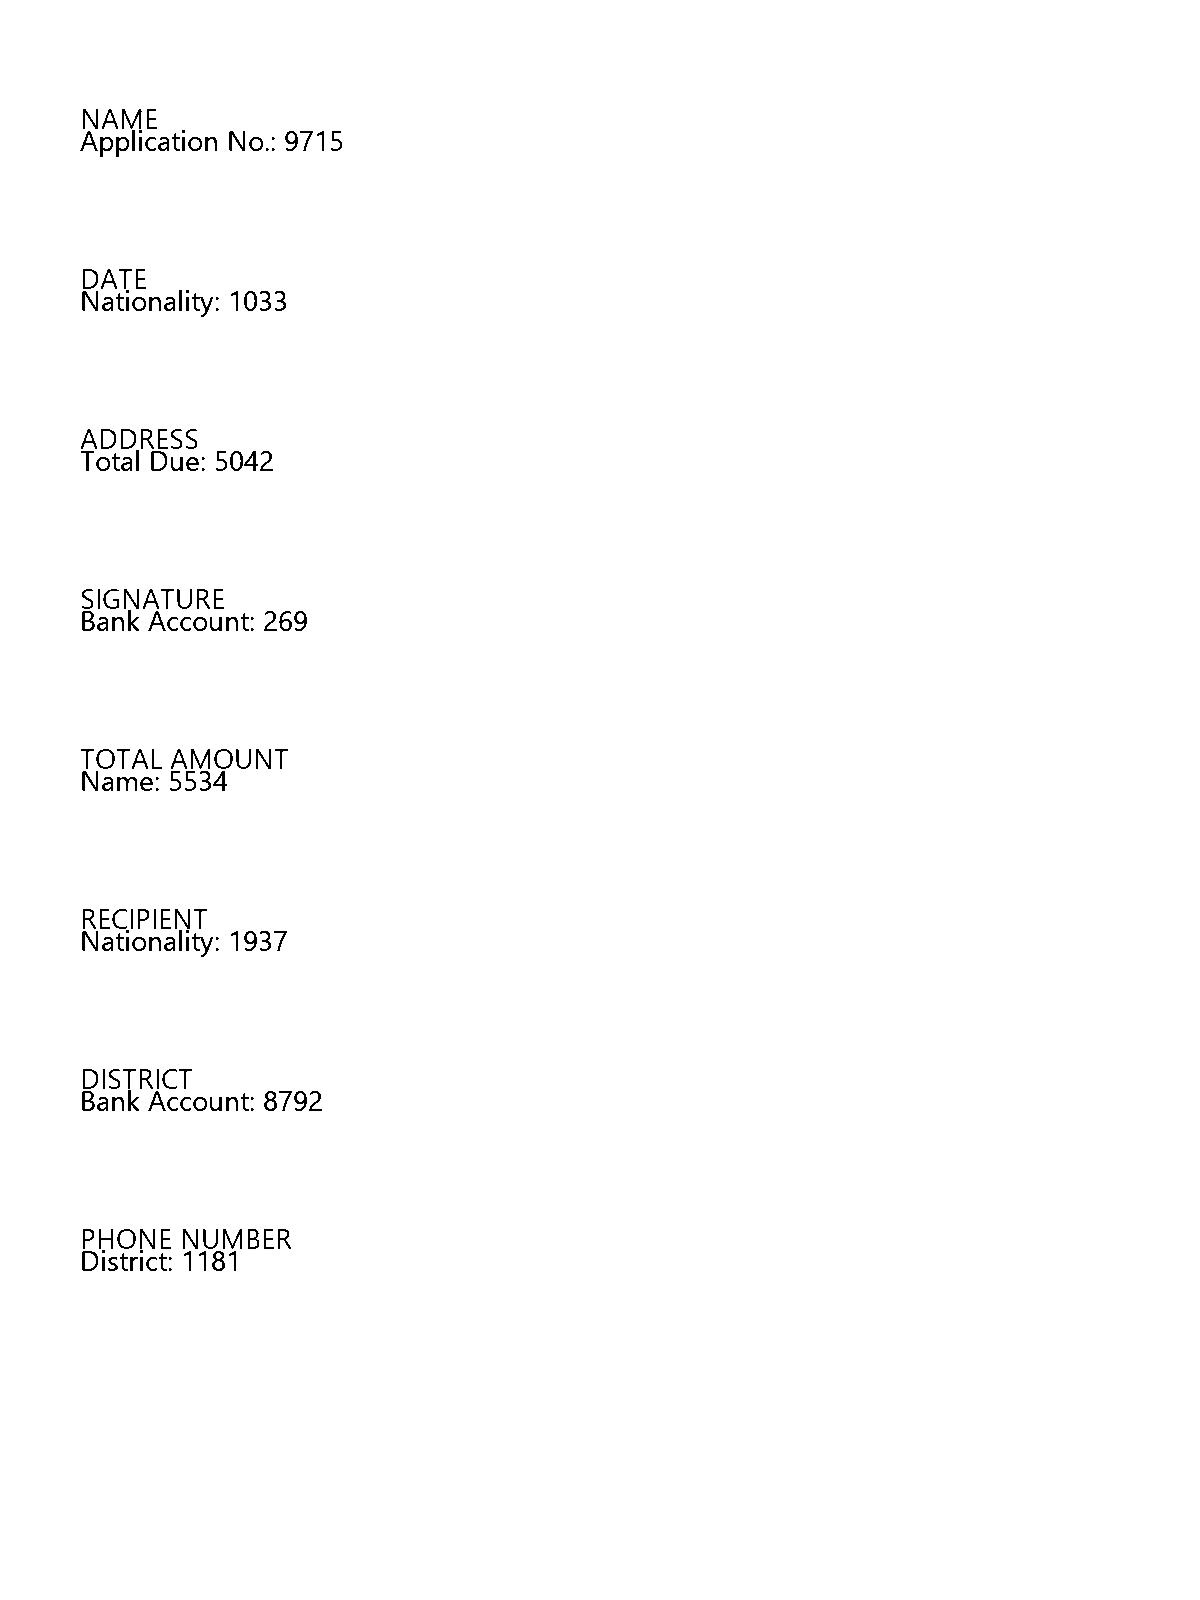 NAME
Application No.: 9715
DATE
Nationality: 1033
ADDRESS
Total Due: 5042
SIGNATURE
Bank Account: 269
TOTAL AMOUNT
Name: 5534
RECIPIENT
Nationality: 1937
DISTRICT
Bank Account: 8792
PHONE NUMBER
District: 1181